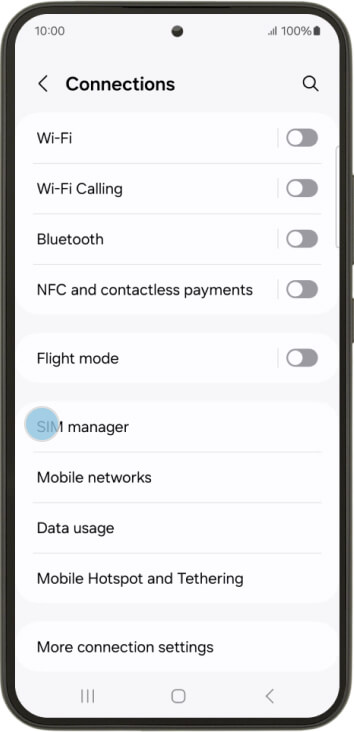 10:00
100%
Connections
Wi-Fi
Wi-Fi Calling
Bluetooth
NFC and contactless payments
Flight mode
SIM manager
Mobile networks
Data usage
Mobile Hotspot and Tethering
More connection settings